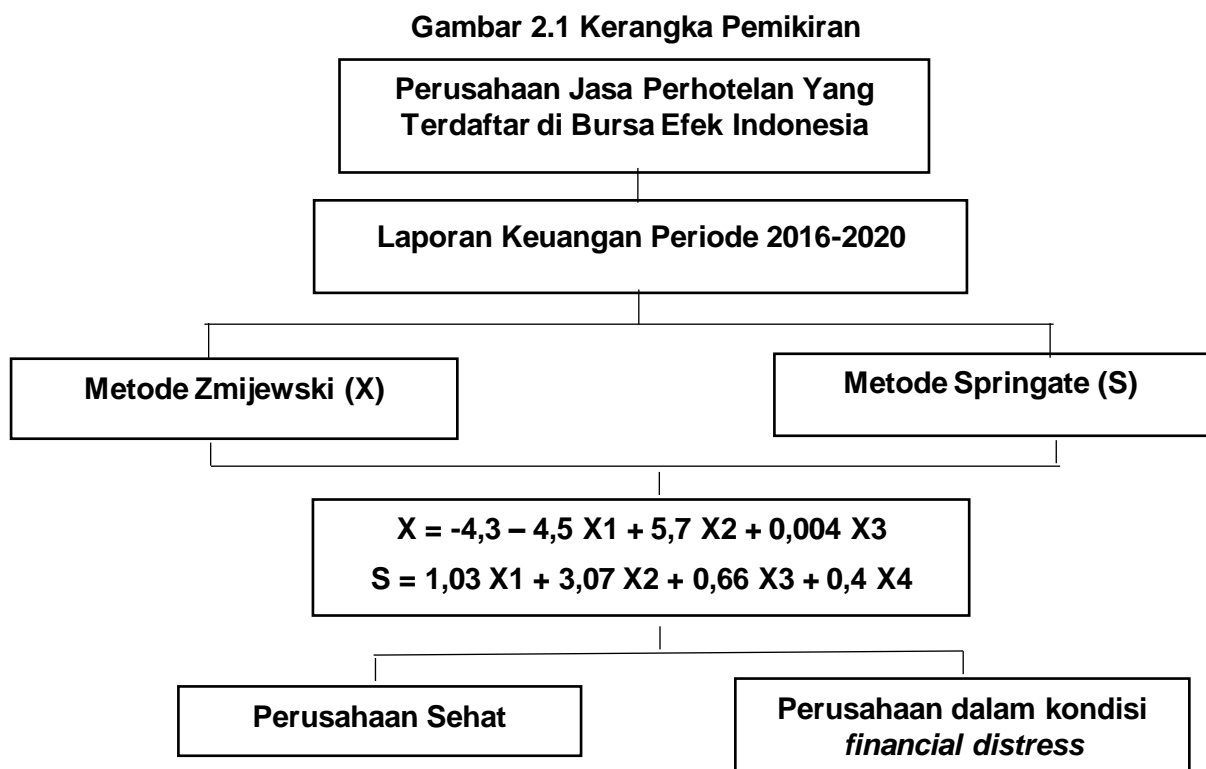 Gambar 2.1 Kerangka Pemikiran
Perusahaan Jasa Perhotelan Yang
Terdaftar di Bursa Efek Indonesia
Laporan Keuangan Periode 2016-2020
Metode Zmijewski (X)
Metode Springate (S)
X = -4,3 – 4,5 X1 + 5,7 X2 + 0,004 X3
S = 1,03 X1 + 3,07 X2 + 0,66 X3 + 0,4 X4
Perusahaan Sehat
Perusahaan dalam kondisi
financial distress